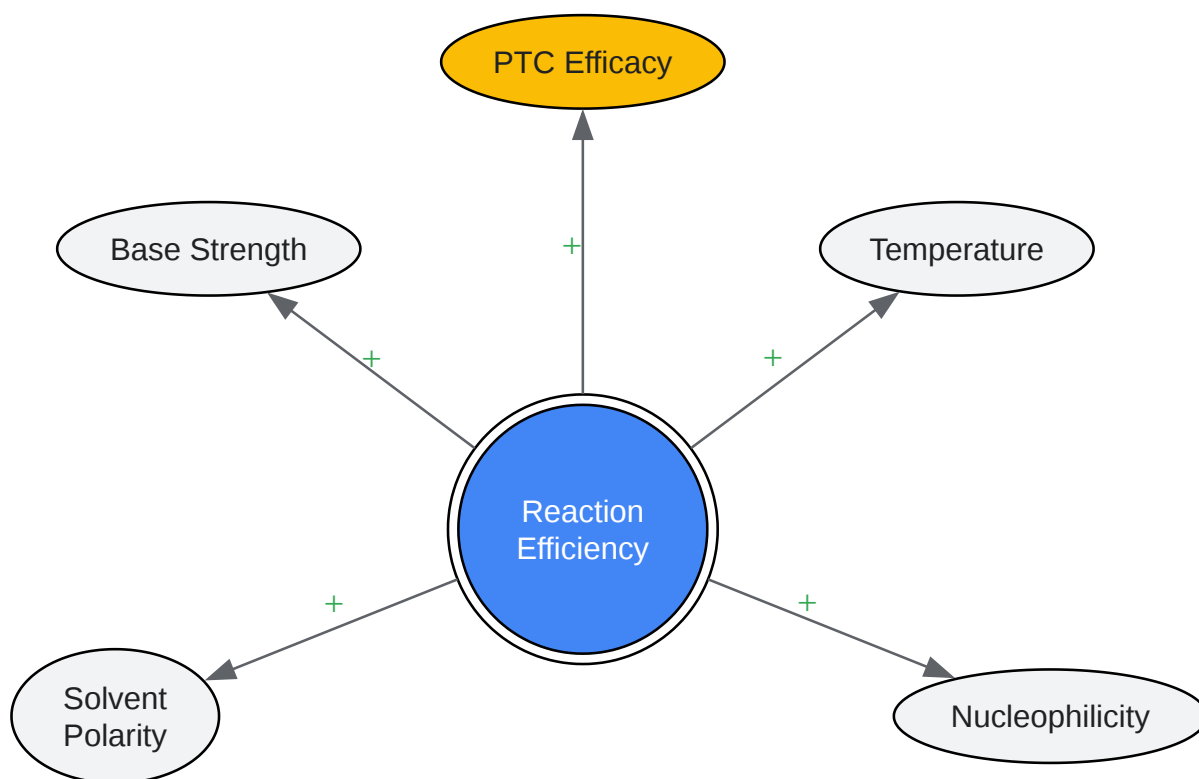 PTC Efficacy
Base Strength
Temperature
+
+
+
Reaction
Efficiency
+
+
Solvent
Polarity
Nucleophilicity